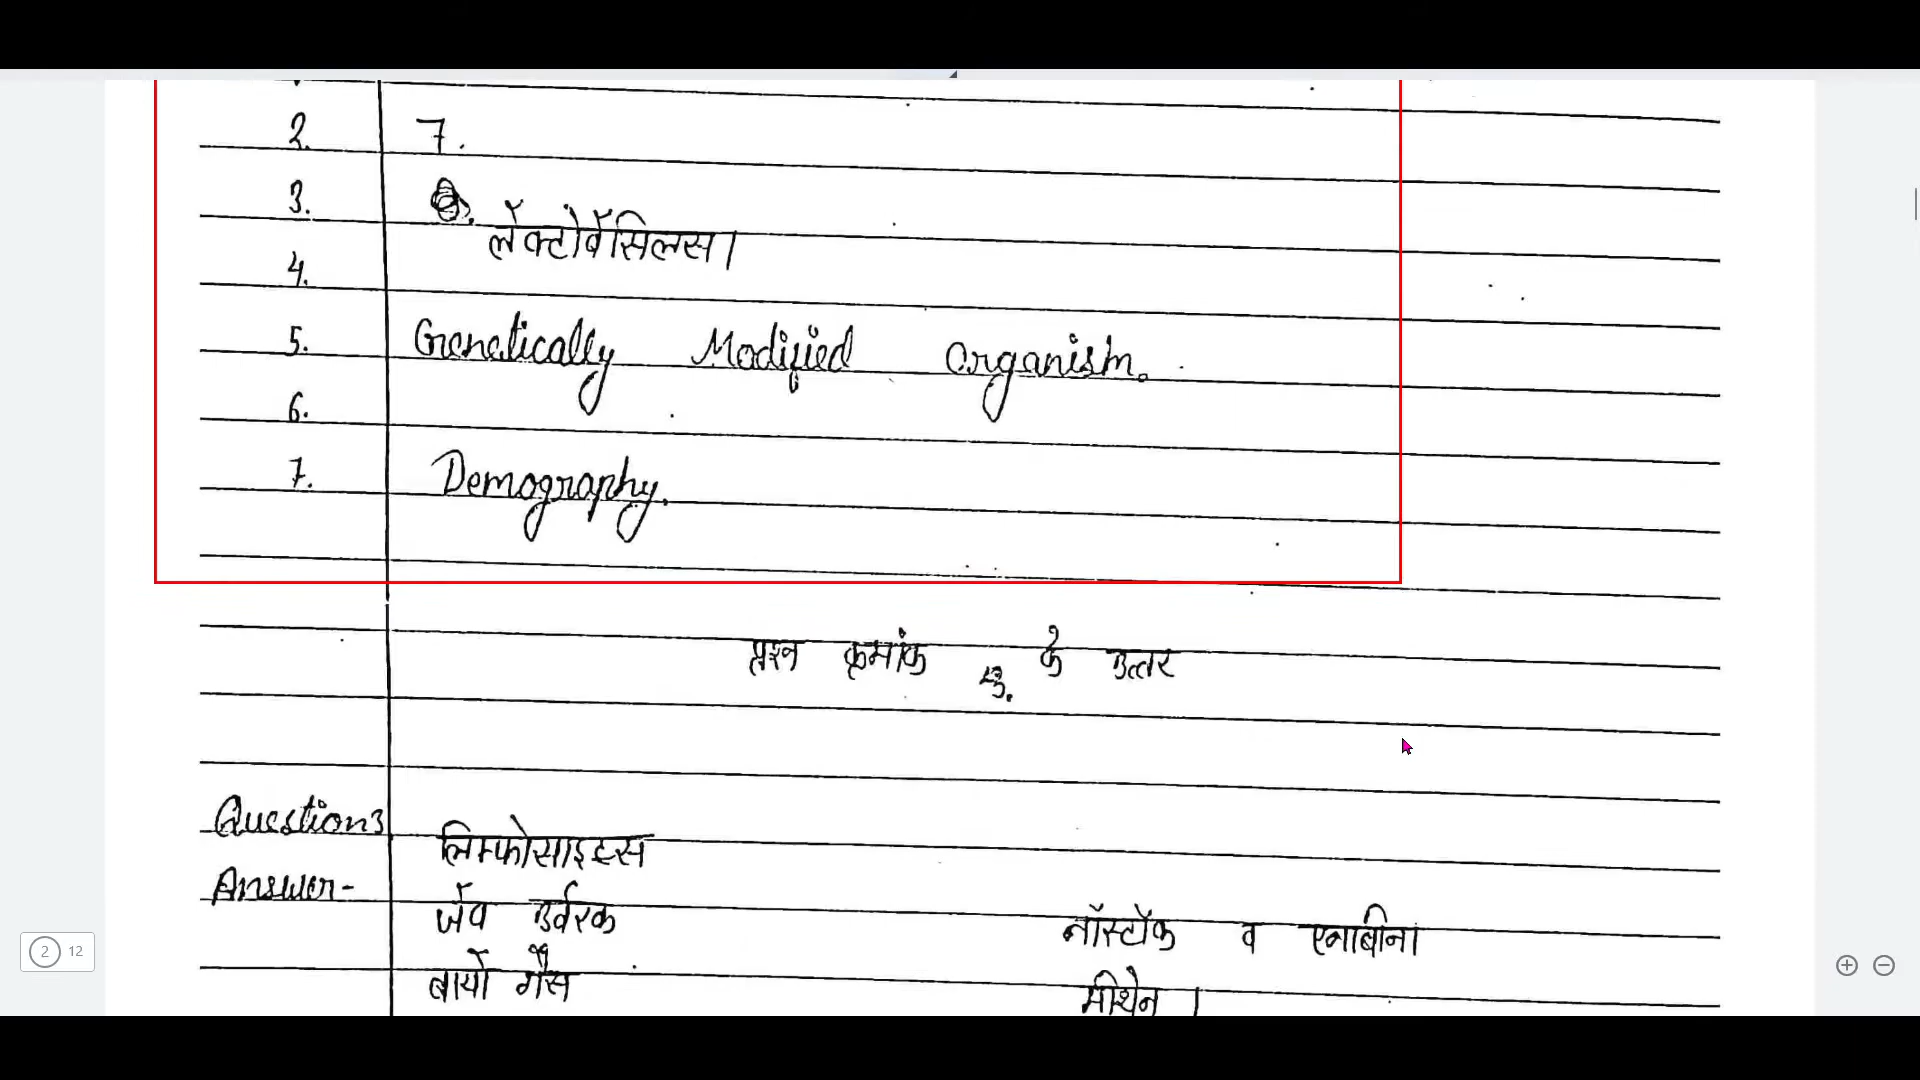 2. 7.
3.
लॅक्टोबॅसिलस।
4.
5. Genetically Modified Organism.
6.
7. Demography.
प्रश्न क्रमांक 3. के उत्तर
Questions
लिम्फोसाइट्स
Answer-
जॅव उर्वरक नॉस्टॉक व एनाबीना
बायो गैस मीथेन।
2 12